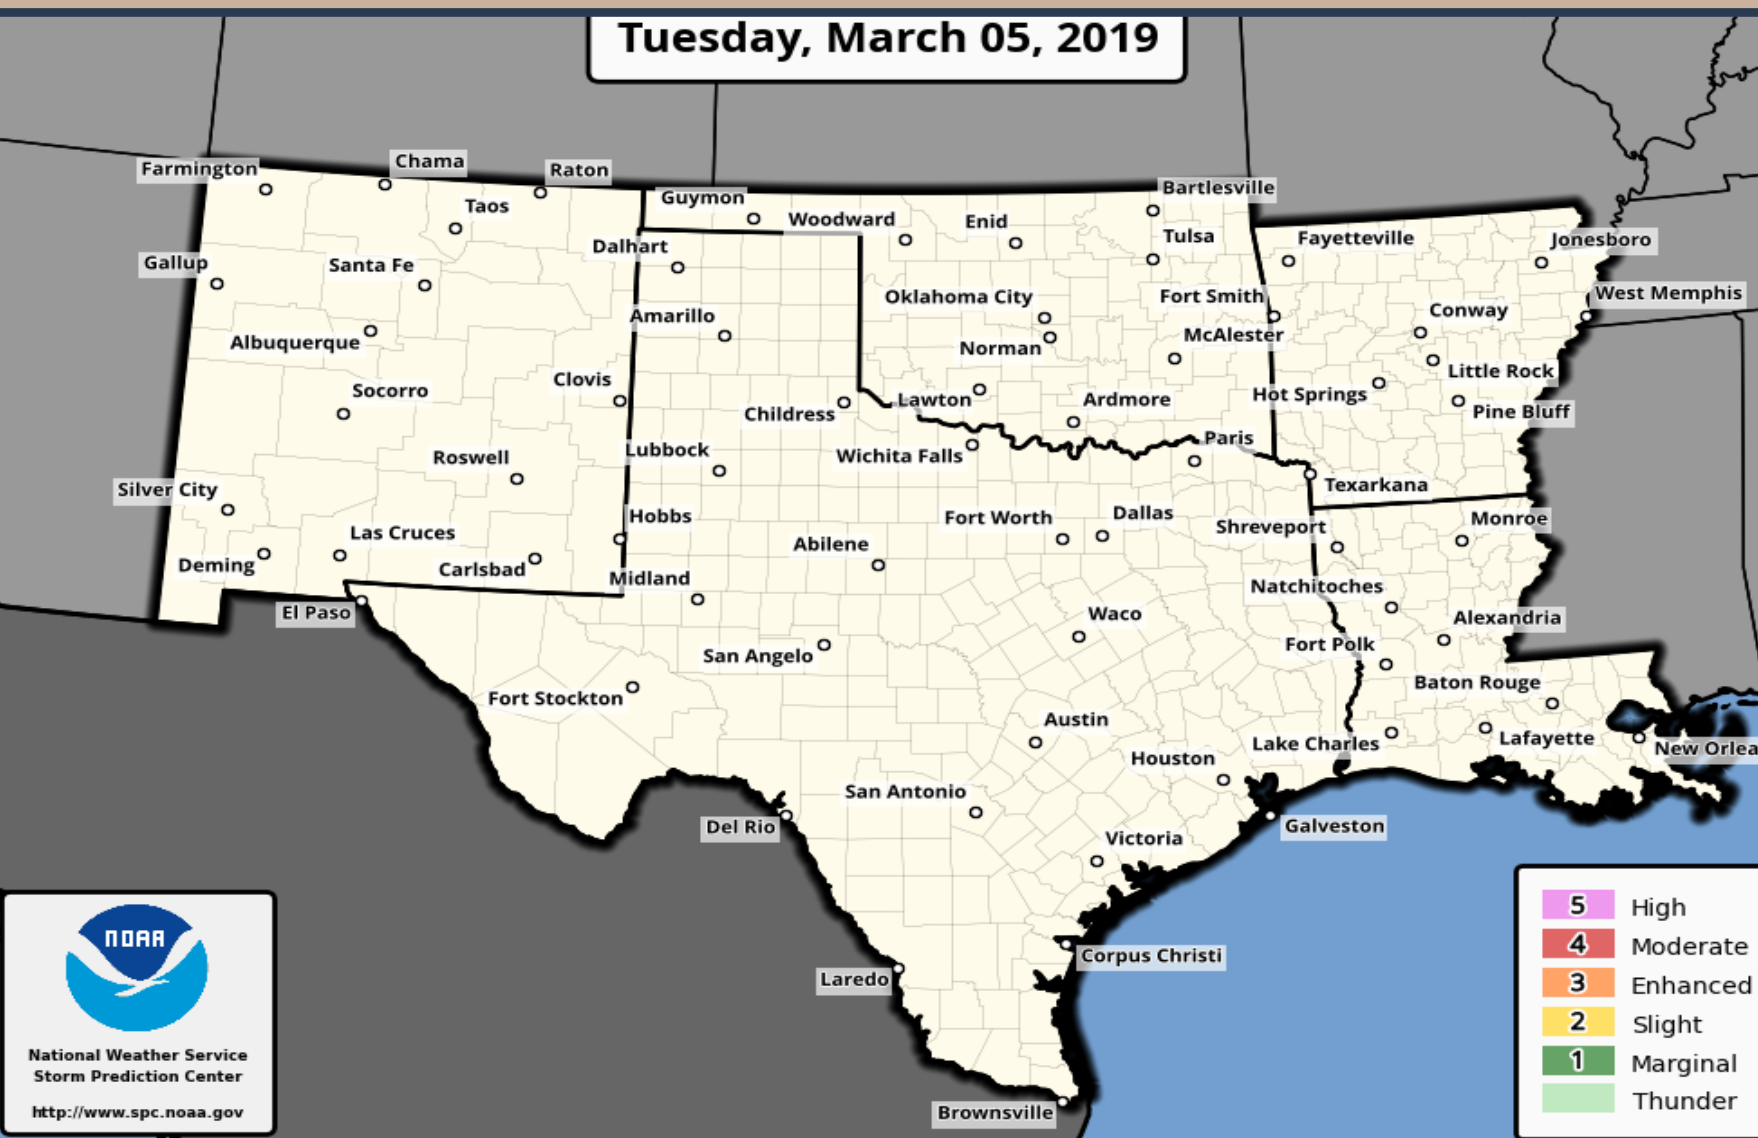 Tuesday, March 05, 2019
Farmington
Chama
Raton
Taos
Guymon
Woodward
Enid
Bartlesville
Tulsa
Fayetteville
Jonesboro
Gallup
Santa Fe
Dalhart
Oklahoma City
Fort Smith
West Memphis
Albuquerque
Amarillo
Norman
McAlester
Conway
Socorro
Clovis
Childress
Lawton
Ardmore
Hot Springs
Little Rock
Pine Bluff
Roswell
Lubbock
Wichita Falls
Paris
Texarkana
Silver City
Las Cruces
Hobbs
Abilene
Fort Worth
Dallas
Shreveport
Monroe
Deming
Carlsbad
Midland
Natchitoches
El Paso
Waco
Alexandria
San Angelo
Fort Polk
Fort Stockton
Baton Rouge
Austin
Lake Charles
Lafayette
New Orlea
Houston
San Antonio
Del Rio
Victoria
Galveston
Corpus Christi
Laredo
Brownsville
NOAA
National Weather Service
Storm Prediction Center
http://www.spc.noaa.gov
5 High
4 Moderate
3 Enhanced
2 Slight
1 Marginal
Thunder